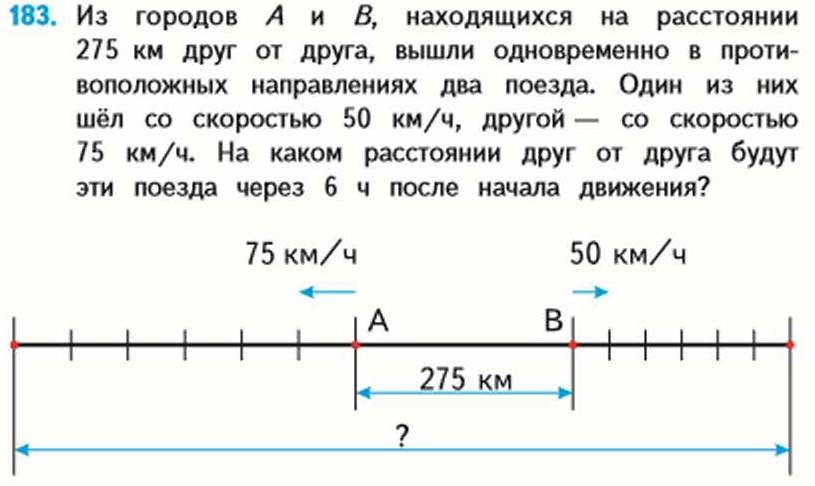 183. Из городов А и В, находящихся на расстоянии
275 км друг от друга, вышли одновременно в проти-
воположных направлениях два поезда. Один из них
шёл со скоростью 50 км/ч, другой — со скоростью
75 км/ч. На каком расстоянии друг от друга будут
эти поезда через 6 ч после начала движения?
75 км/ч 50 км/ч
А В
275 км
?